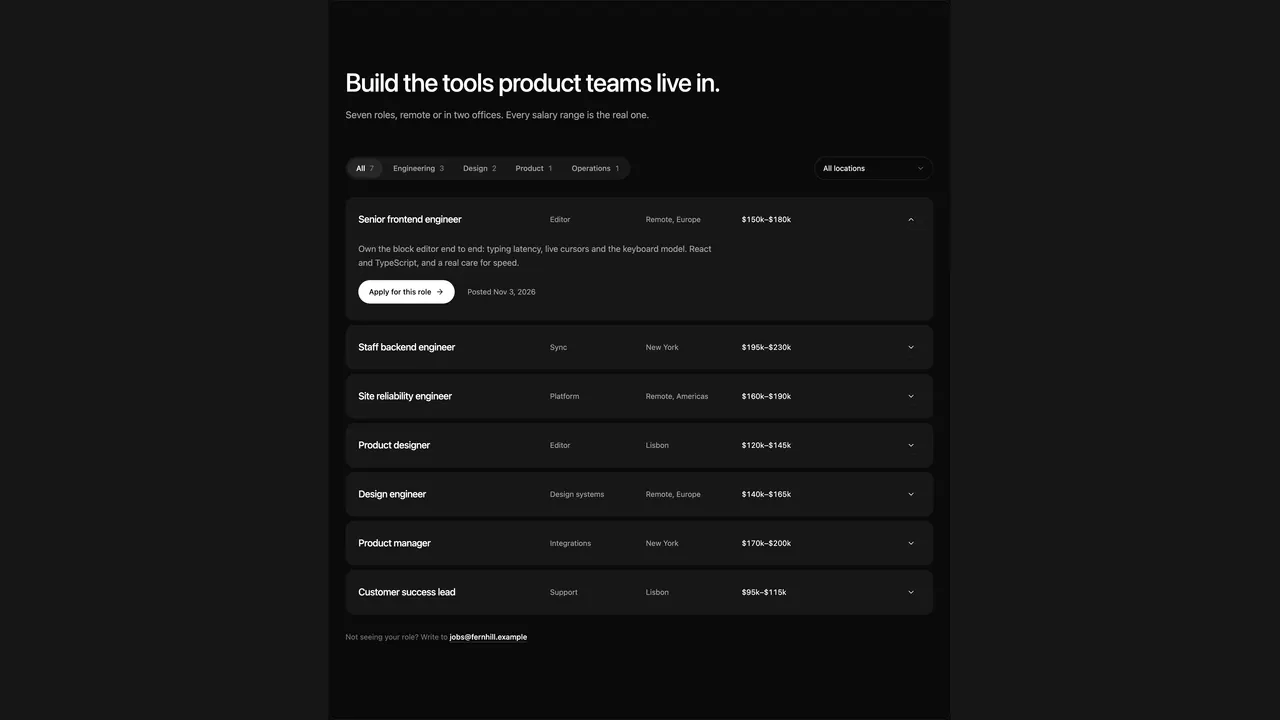 Build the tools product teams live in.
Seven roles, remote or in two offices. Every salary range is the real one.
All 7 Engineering 3 Design 2 Product 1 Operations 1 All locations
Senior frontend engineer Editor Remote, Europe $150k–$180k
Own the block editor end to end: typing latency, live cursors and the keyboard model. React
and TypeScript, and a real care for speed.
Apply for this role → Posted Nov 3, 2026
Staff backend engineer Sync New York $195k–$230k
Site reliability engineer Platform Remote, Americas $160k–$190k
Product designer Editor Lisbon $120k–$145k
Design engineer Design systems Remote, Europe $140k–$165k
Product manager Integrations New York $170k–$200k
Customer success lead Support Lisbon $95k–$115k
Not seeing your role? Write to jobs@fernhill.example